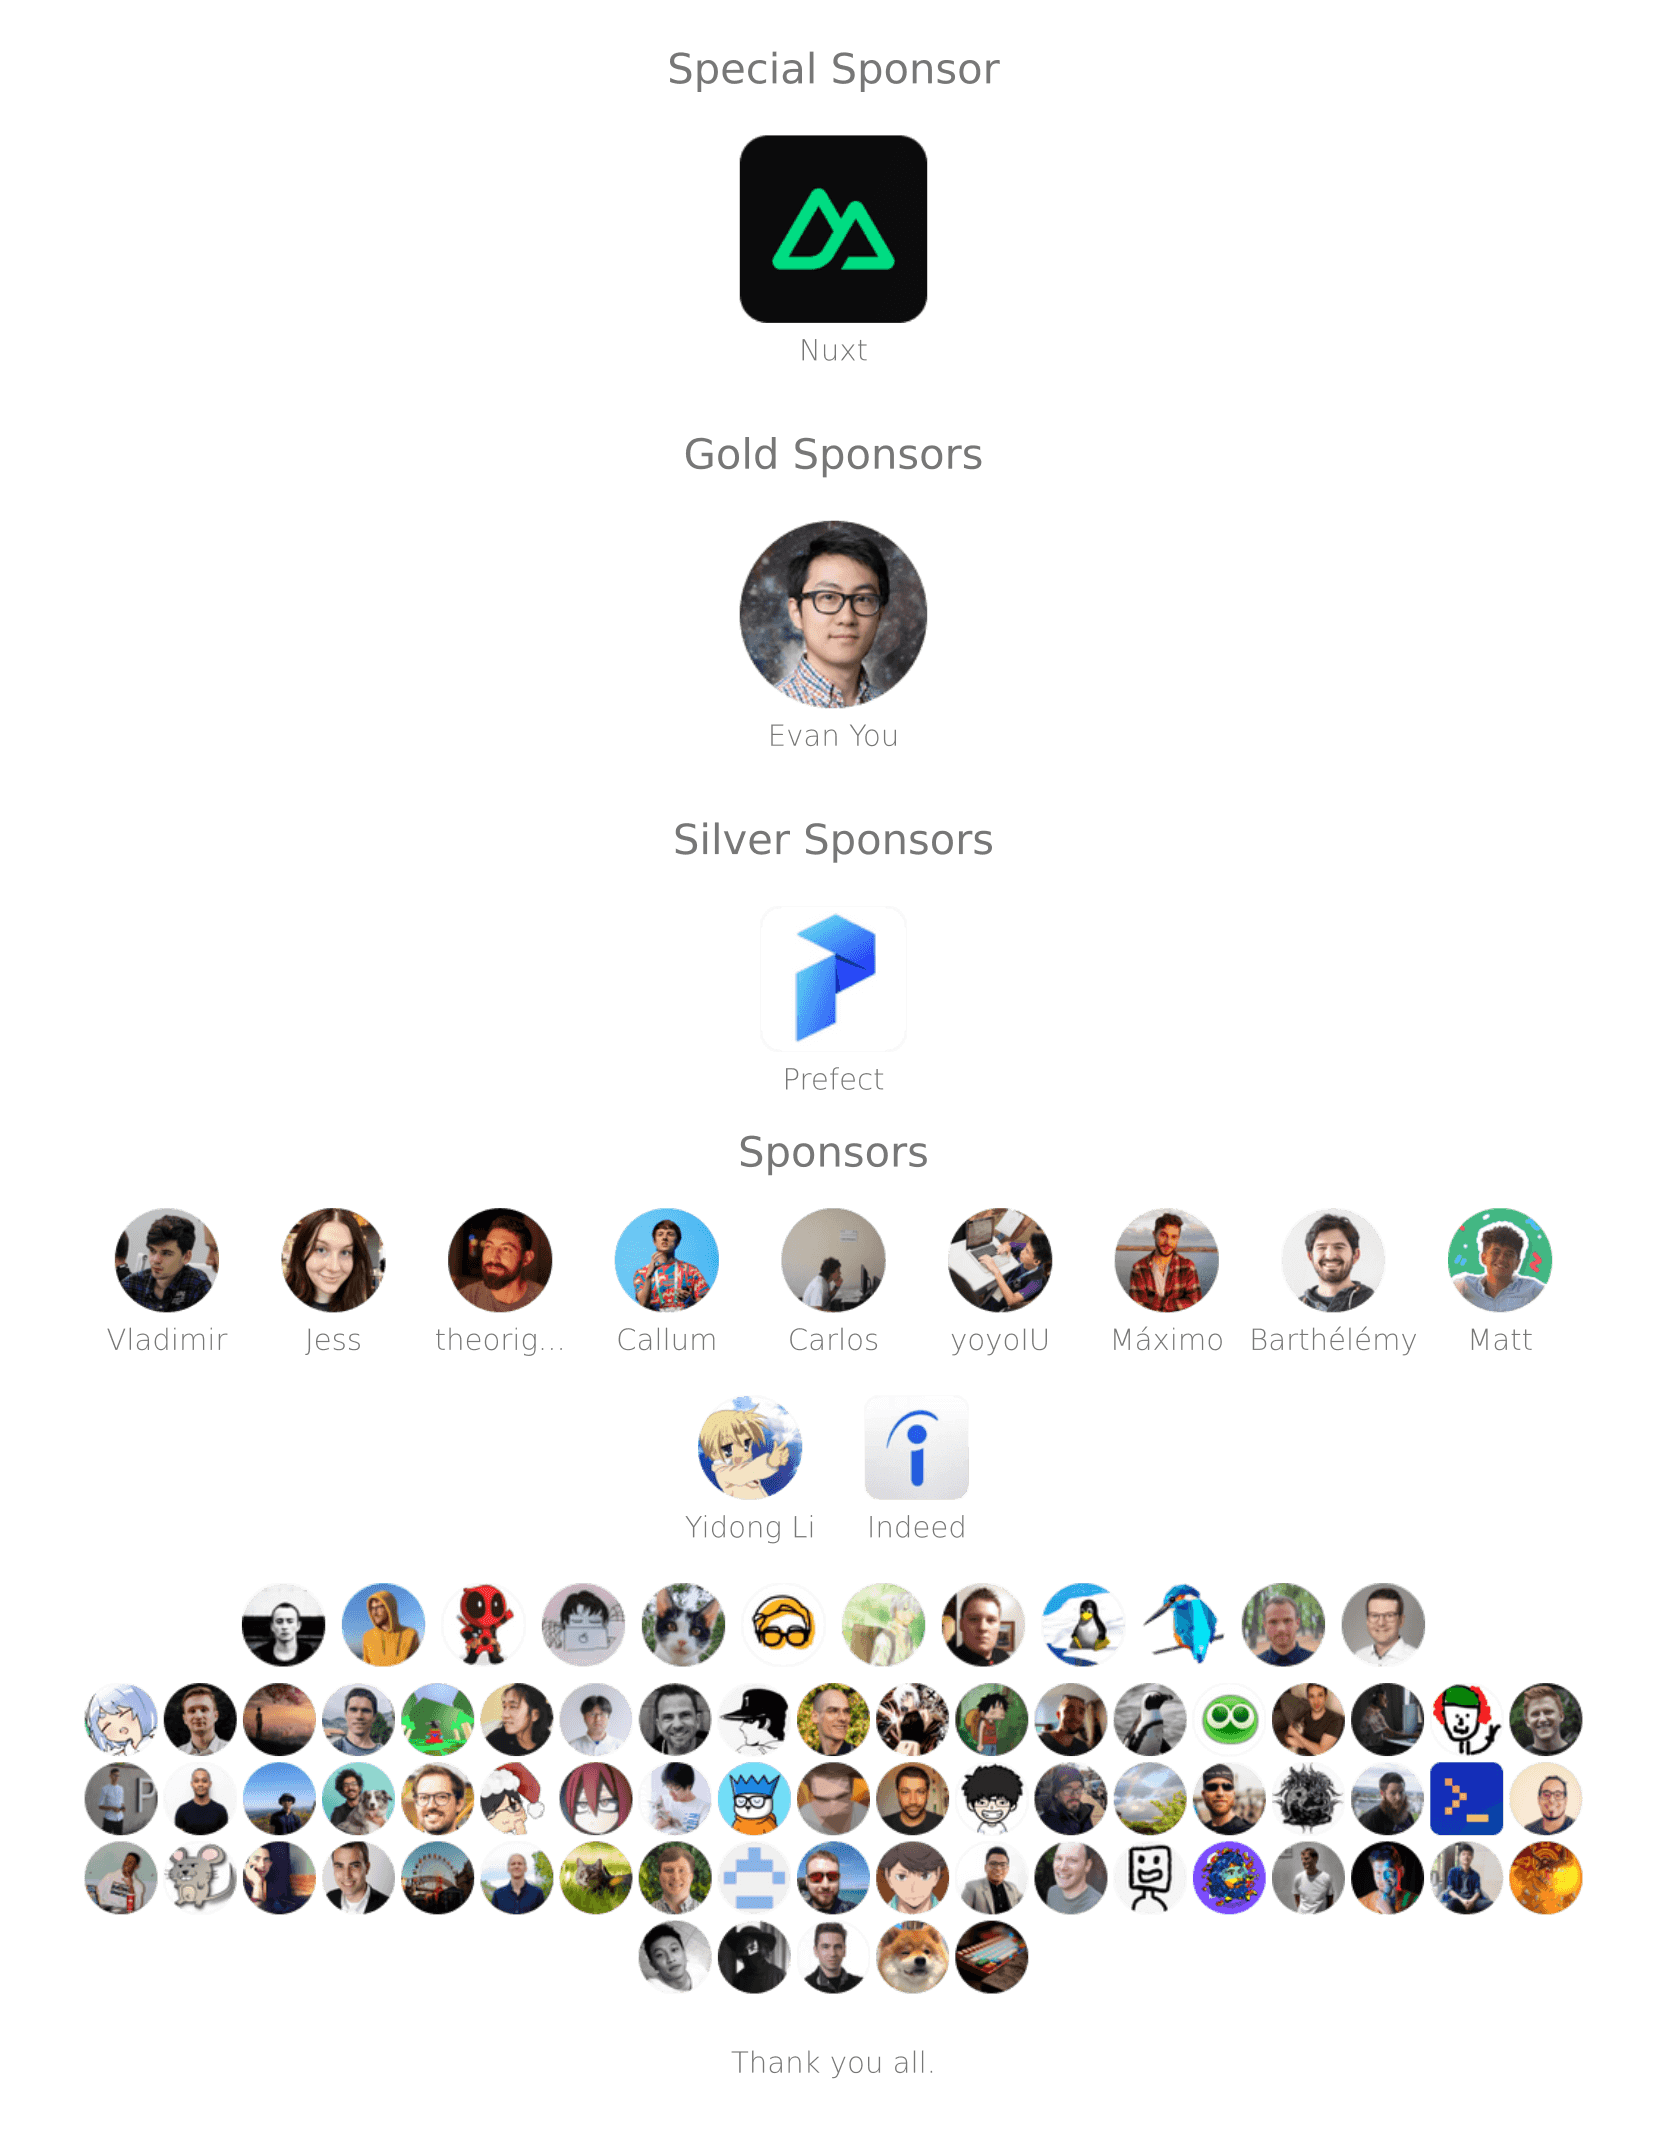 Special Sponsor
Nuxt
Gold Sponsors
Evan You
Silver Sponsors
Prefect
Sponsors
Vladimir Jess theorig... Callum Carlos yoyoIU Máximo Barthélémy Matt
Yidong Li Indeed
Thank you all.